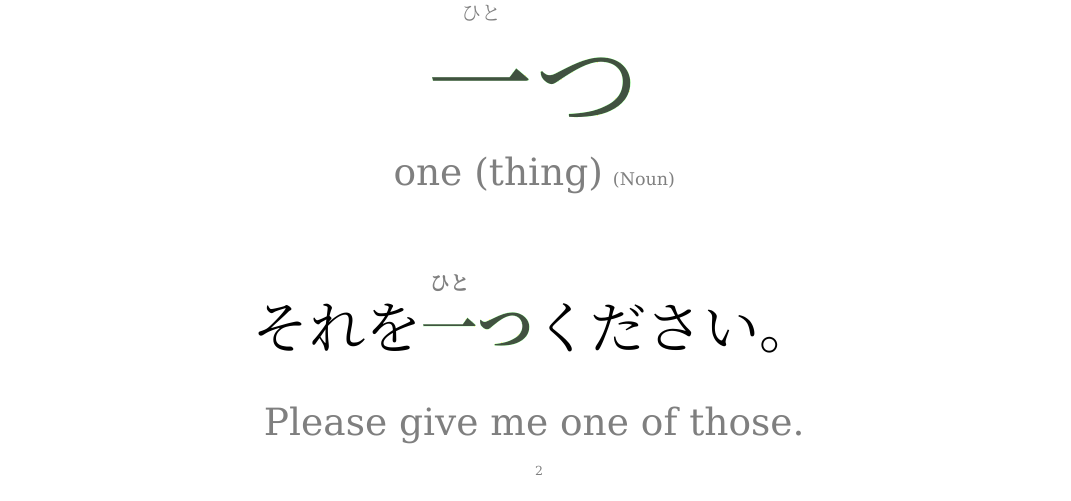 ひと
一つ
one (thing) (Noun)
ひと
それを一つください。
Please give me one of those.
2